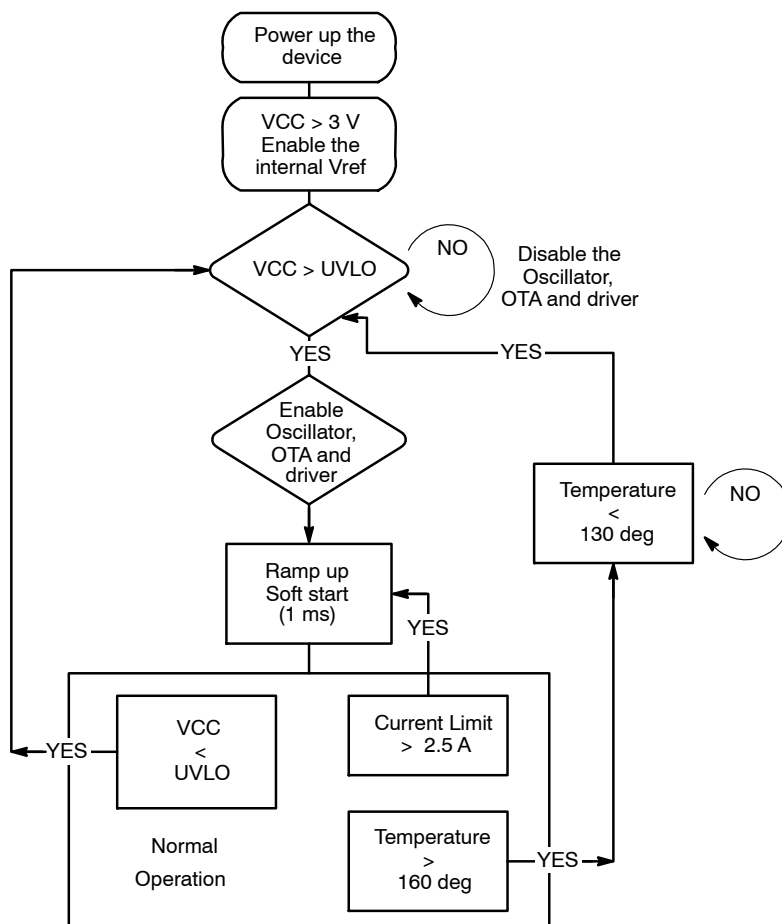 Power up the
device
VCC > 3 V
Enable the
internal Vref
VCC > UVLO
NO
Disable the
Oscillator,
OTA and driver
YES
YES
Enable
Oscillator,
OTA and
driver
Temperature
<
130 deg
NO
Ramp up
Soft start
(1 ms)
YES
VCC
<
UVLO
YES
Current Limit
> 2.5 A
Temperature
>
160 deg
YES
Normal
Operation